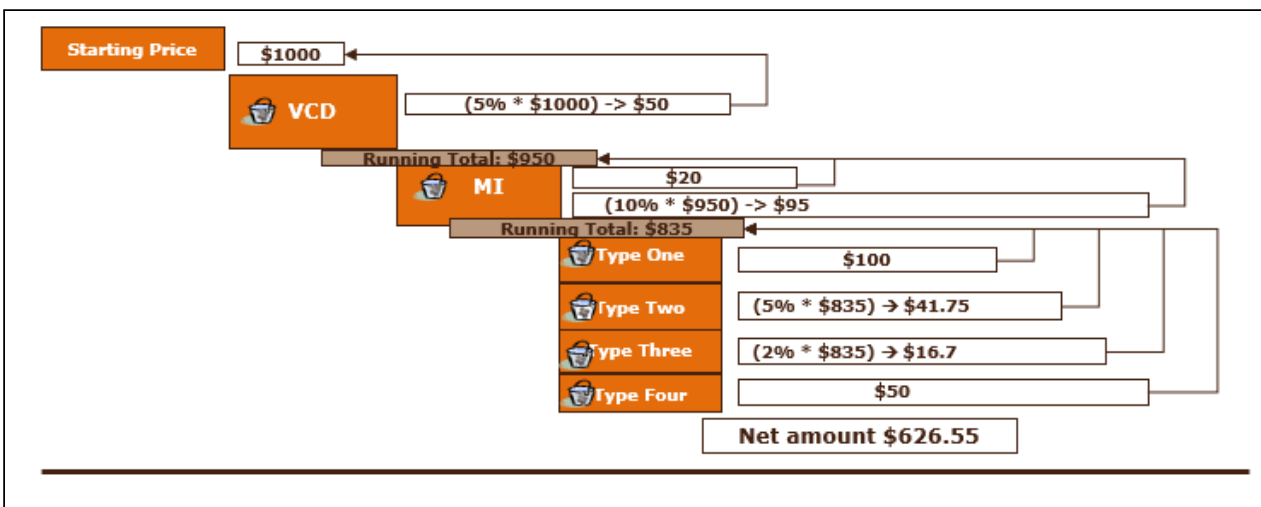 Starting Price
$1000
VCD
(5% * $1000) -> $50
Running Total: $950
MI
$20
(10% * $950) -> $95
Running Total: $835
Type One
$100
Type Two
(5% * $835) → $41.75
Type Three
(2% * $835) → $16.7
Type Four
$50
Net amount $626.55